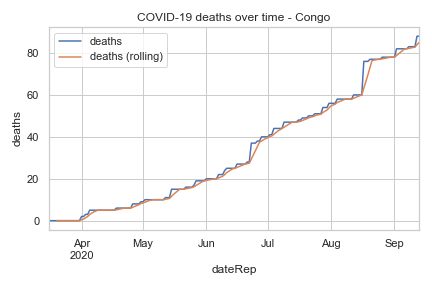 COVID-19 deaths over time - Congo
deaths
deaths (rolling)
80
60
40
20
0
deaths
Apr
2020
May
Jun
Jul
Aug
Sep
dateRep